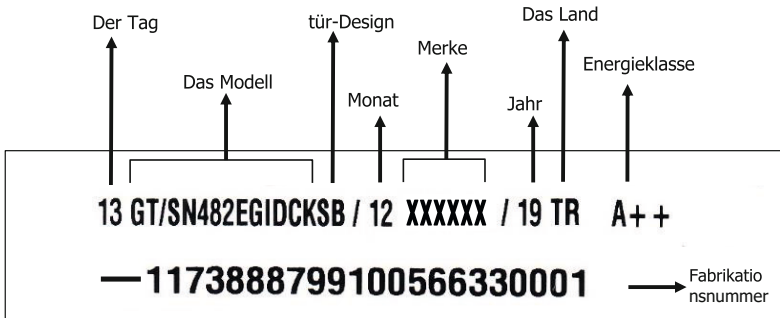 Der Tag
tür-Design
Das Land
Merke
Energieklasse
Das Modell
Monat
Jahr
13 GT/SN482EGIDCKSB / 12 XXXXXX / 19 TR A++
—1173888799100566330001
Fabrikatio
nsnummer